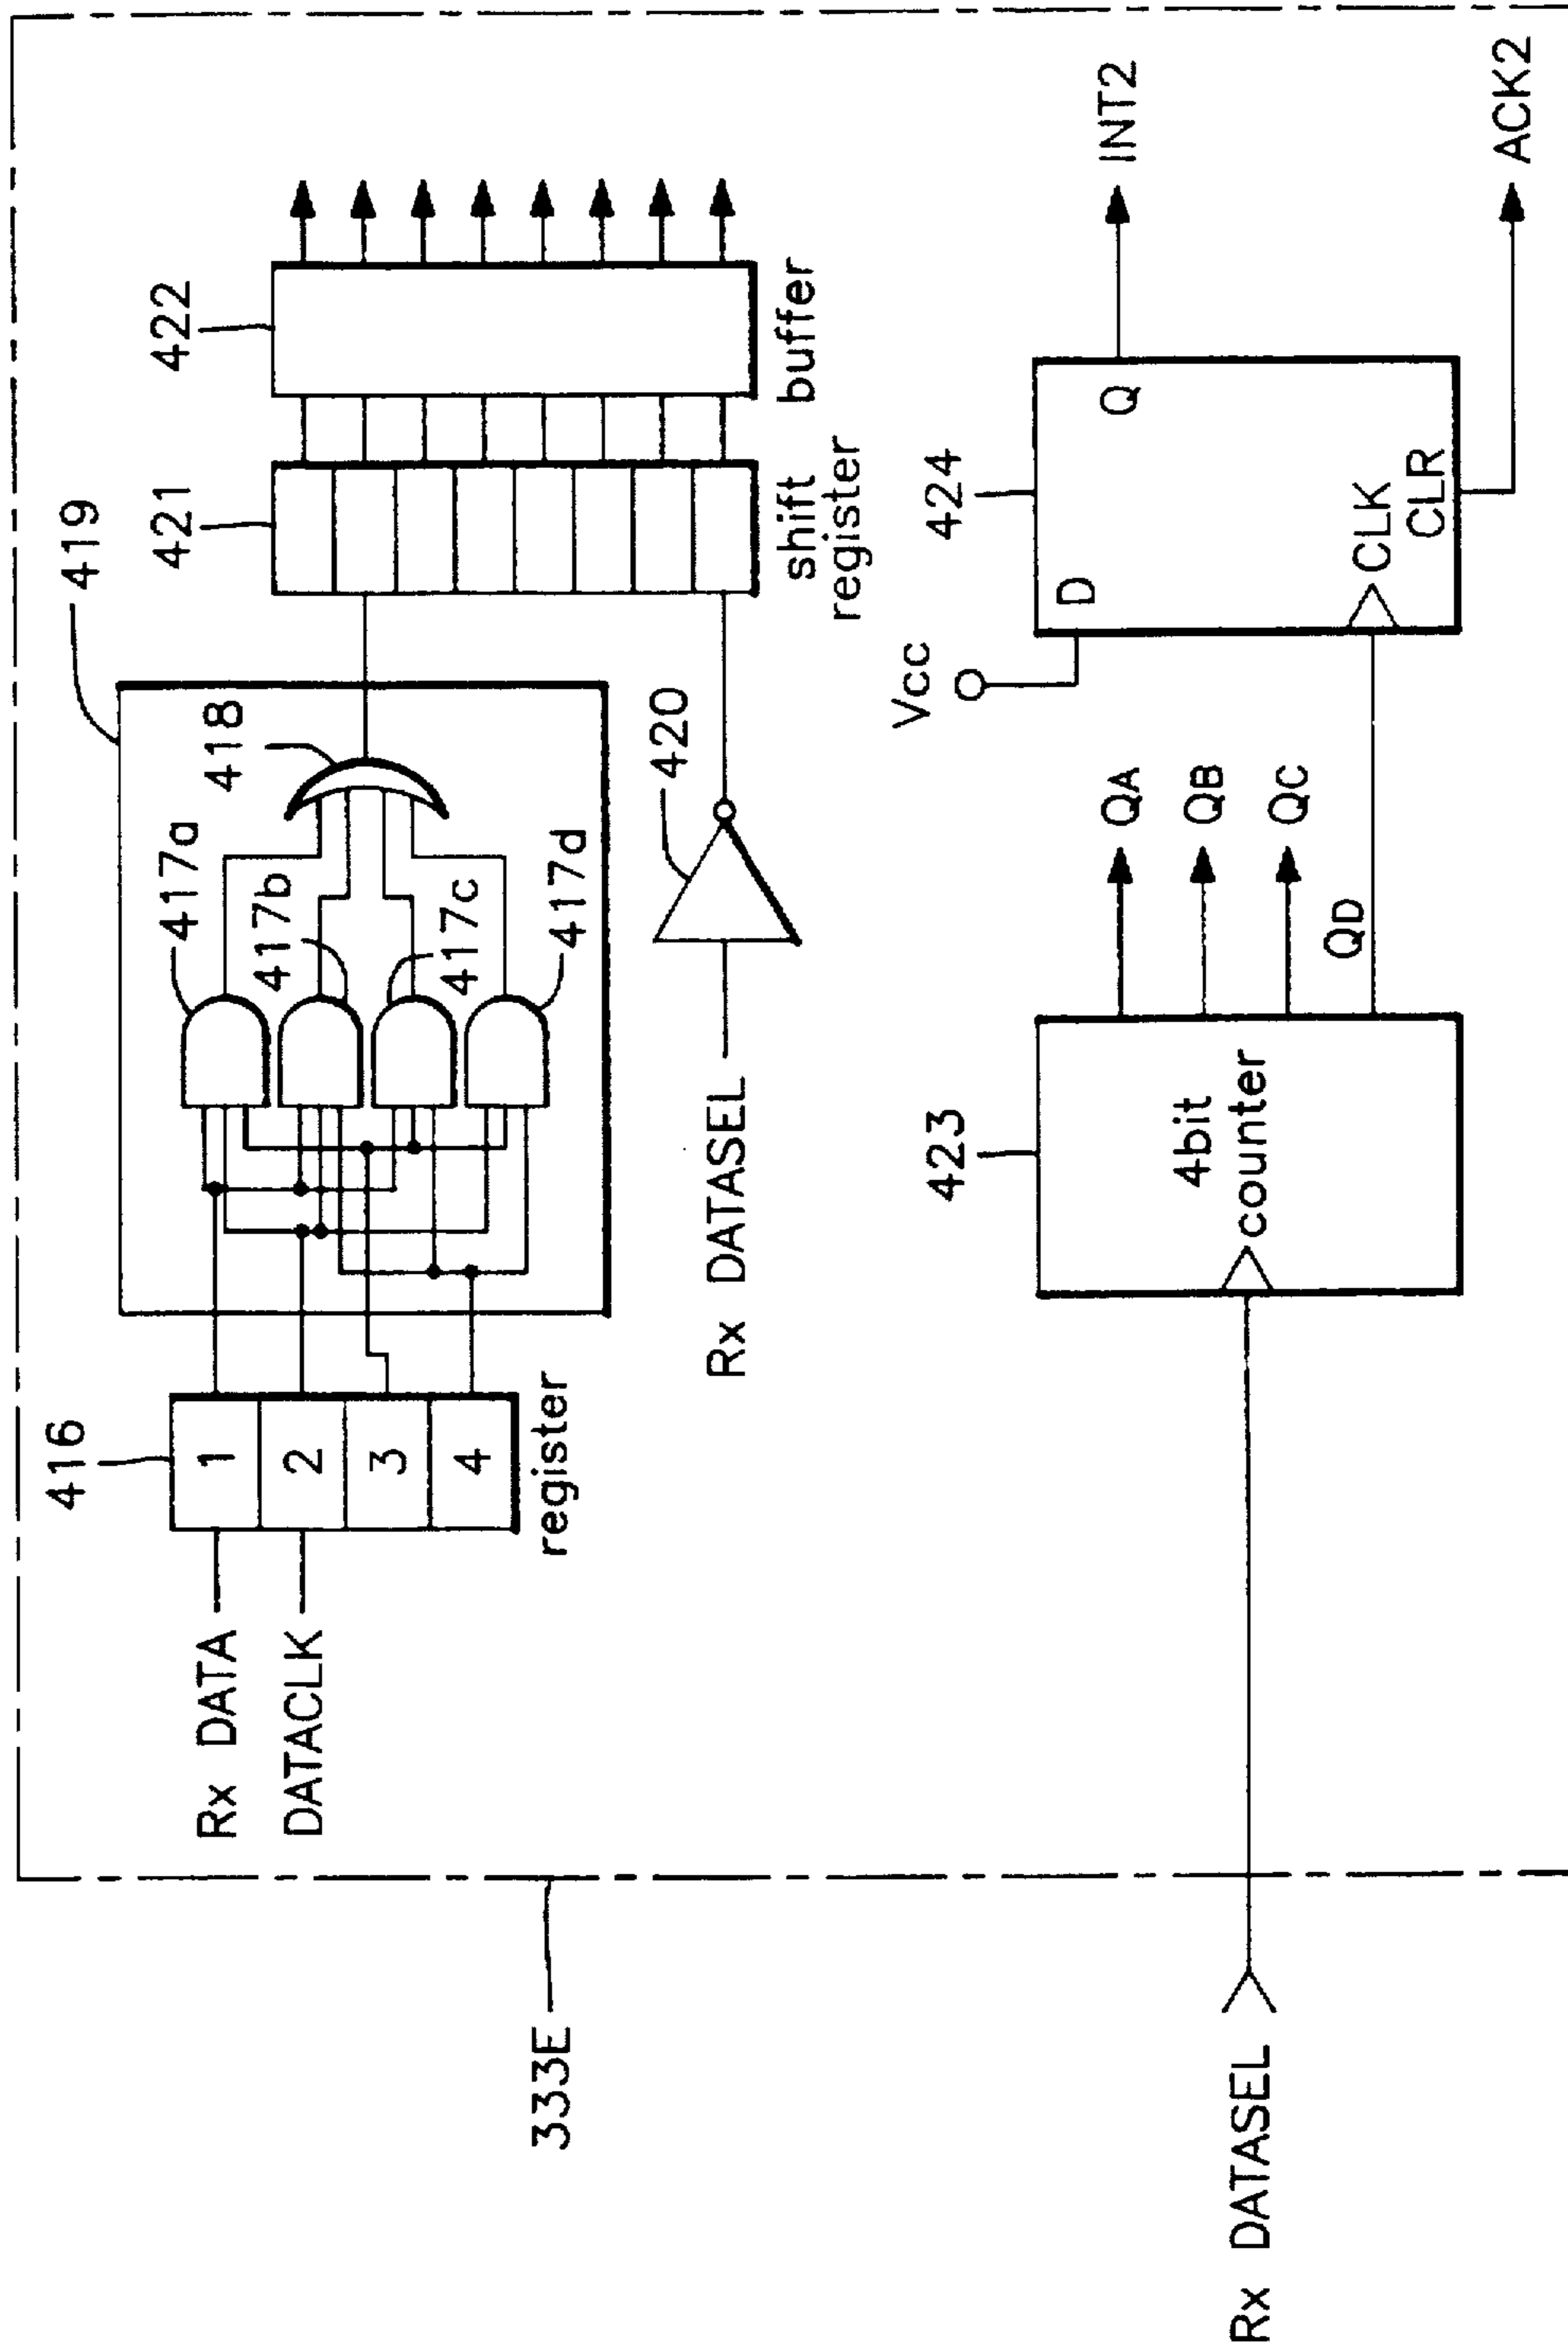 419
416
421
422
417a
418
Rx DATA
1
DATACLK
2
417b
3
417c
4
417d
register
333E
420
Rx DATASEL
shift
register
buffer
Vcc
423
424
D
Q
INT2
QA
4bit
counter
QB
Rx DATASEL
QC
QD
CLK
CLR
ACK2